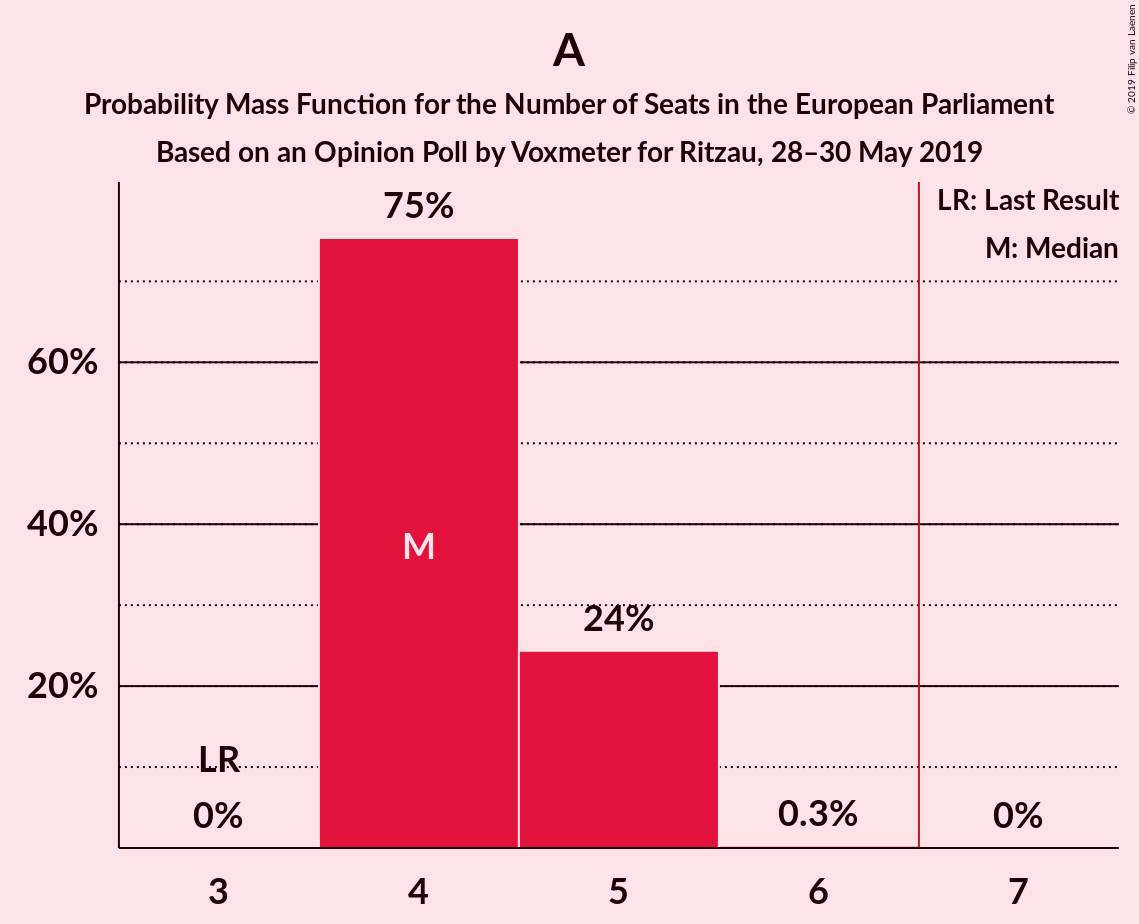 A
Probability Mass Function for the Number of Seats in the European Parliament
Based on an Opinion Poll by Voxmeter for Ritzau, 28–30 May 2019
© 2019 Filip van Laenen
LR: Last Result
M: Median
75%
60%
40%
M
24%
20%
LR
0%
0.3%
0%
3
4
5
6
7